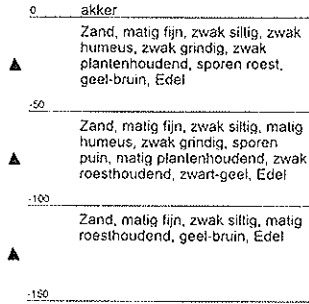 0 akker
Zand, matig fijn, zwak siltig, zwak
humeus, zwak grindig, zwak
plantenhoudend, sporen roest,
geel-bruin, Edel
-50
Zand, matig fijn, zwak siltig, matig
humeus, zwak grindig, sporen
puin, matig plantenhoudend, zwak
roesthoudend, zwart-geel, Edel
-100
Zand, matig fijn, zwak siltig, matig
roesthoudend, geel-bruin, Edel
-150